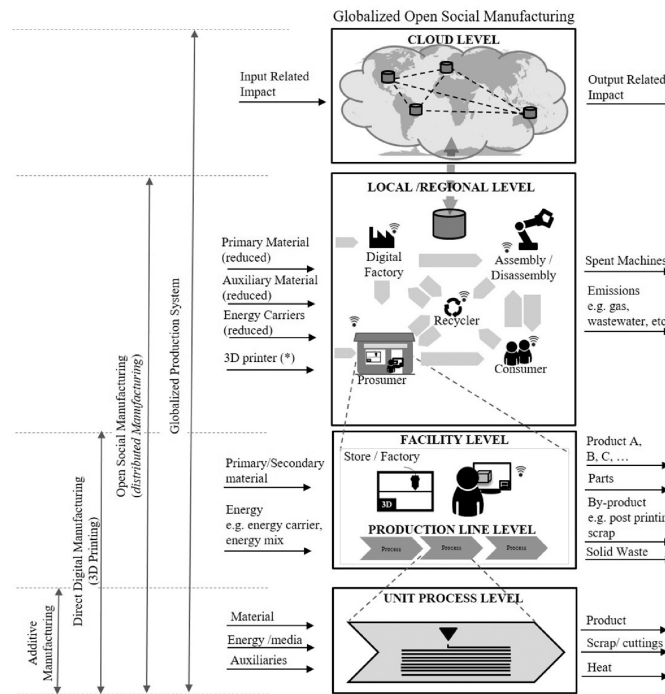 Globalized Open Social Manufacturing
CLOUD LEVEL
Input Related
Impact
Output Related
Impact
LOCAL /REGIONAL LEVEL
Primary Material
(reduced)
Auxiliary Material
(reduced)
Energy Carriers
(reduced)
3D printer (*)
Digital
Factory
Assembly /
Disassembly
Recycler
Prosumer
Consumer
Spent Machines
Emissions
e.g. gas,
wastewater, etc
FACILITY LEVEL
Store / Factory
3D
PRODUCTION LINE LEVEL
Process
Process
Process
Primary/Secondary
material
Energy
e.g. energy carrier,
energy mix
Product A,
B, C, …
Parts
By-product
e.g. post printing
scrap
Solid Waste
UNIT PROCESS LEVEL
Material
Energy /media
Auxiliaries
Product
Scrap/ cuttings
Heat
Additive
Manufacturing
Direct Digital Manufacturing
(3D Printing)
Open Social Manufacturing
(distributed Manufacturing)
Globalized Production System